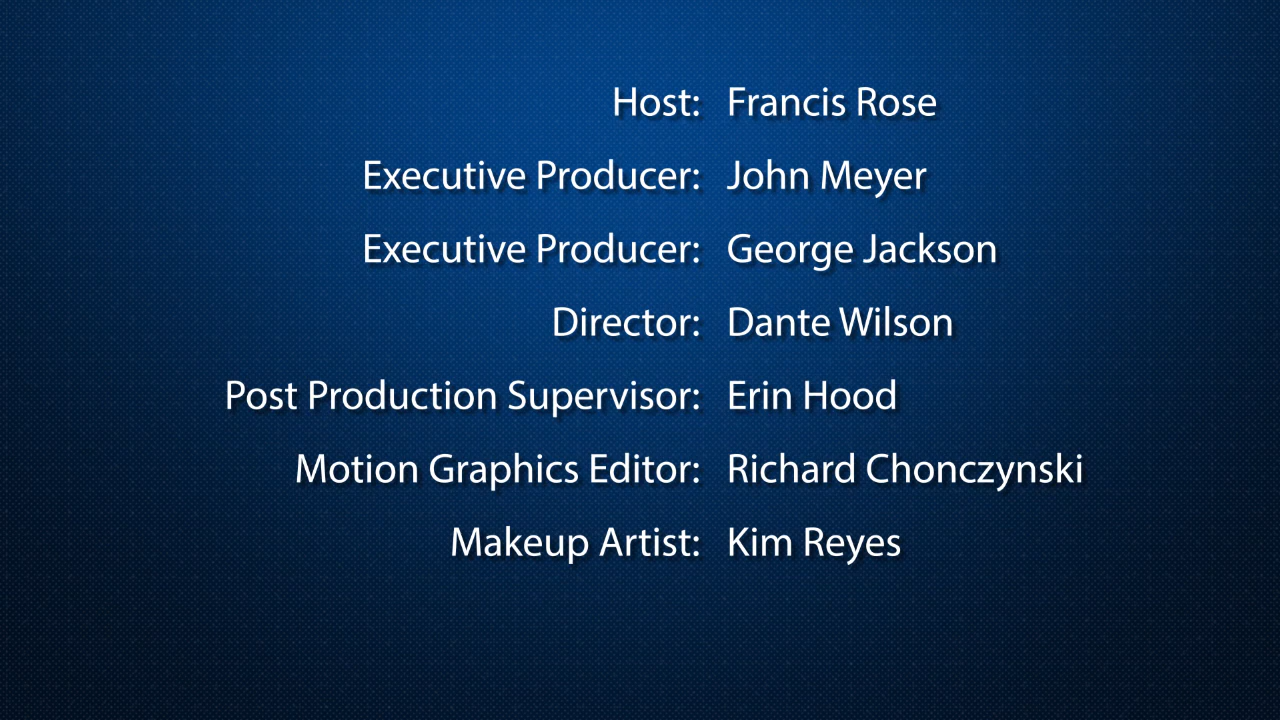 Host: Francis Rose
Executive Producer: John Meyer
Executive Producer: George Jackson
Director: Dante Wilson
Post Production Supervisor: Erin Hood
Motion Graphics Editor: Richard Chonczynski
Makeup Artist: Kim Reyes